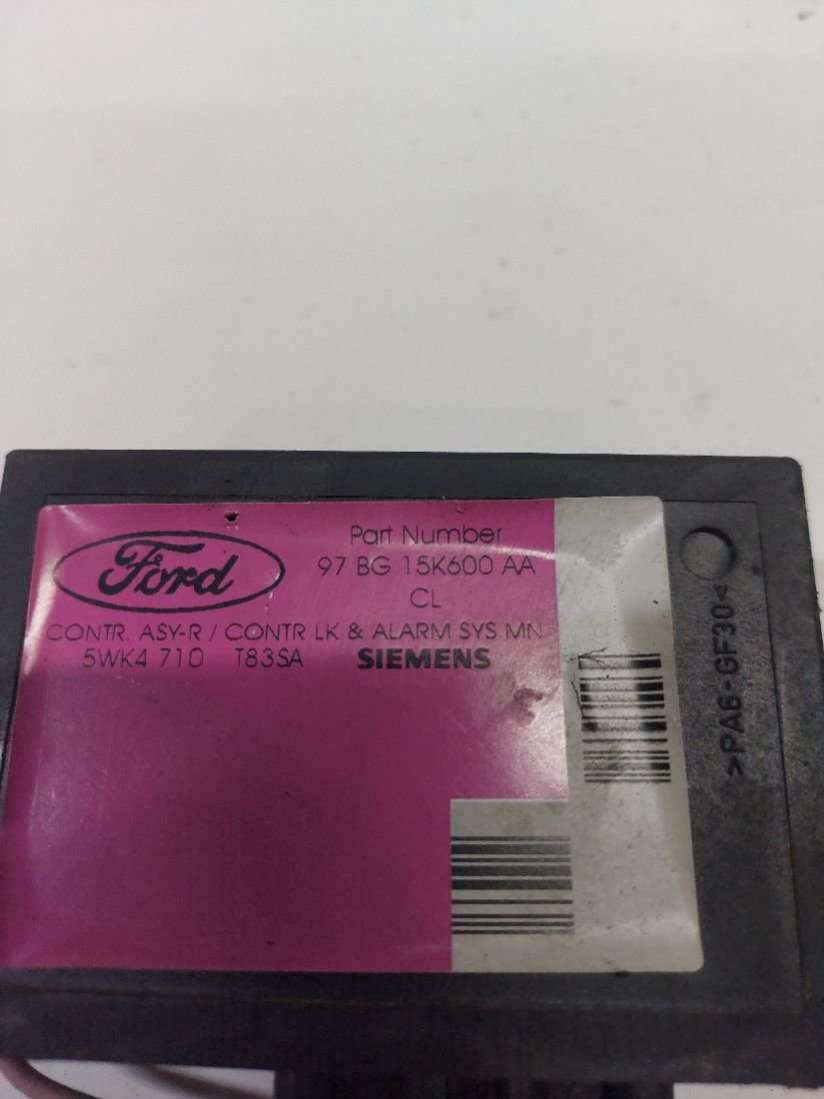 Ford
Part Number
97 BG 15K600 AA
CL
CONTR. ASY-R / CONTR LK & ALARM SYS MN
5WK4 710 T83SA SIEMENS
>PA6-GF30<